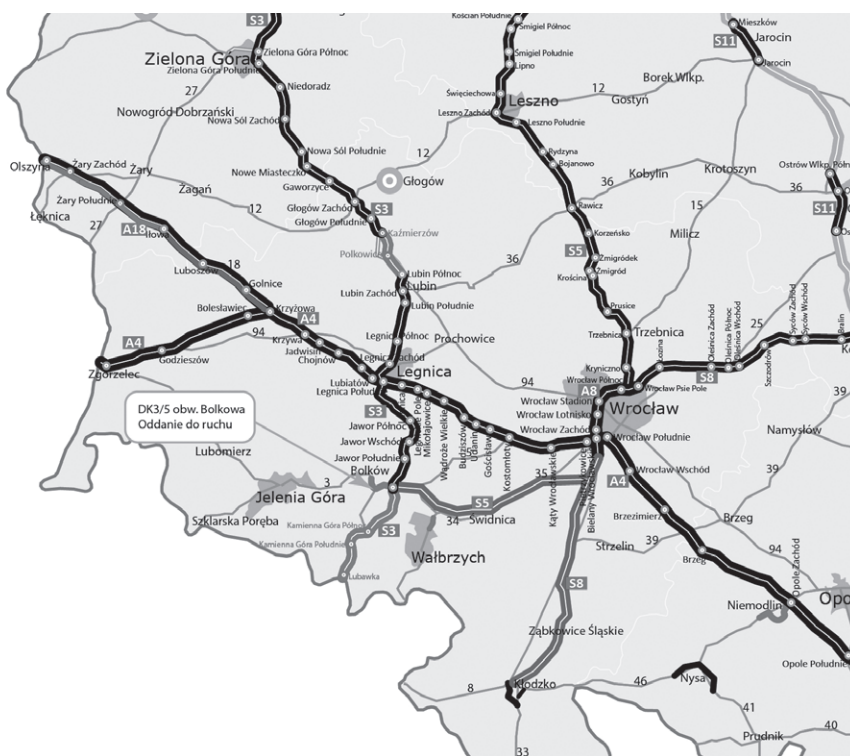 S3
Kościan Południe
Śmigiel Północ
Mieszków
S11
Jarocin
Zielona Góra
Zielona Góra Północ
Śmigiel Południe
Jarocin
Zielona Góra Południe
Lipno
Borek Wlkp.
27
Niedoradz
Święciechowa
12
Leszno
Gostyń
Nowogród Bobrzański
Leszno Zachód
Nowa Sól Zachód
Leszno Południe
Nowa Sól Południe
12
Rydzyna
Olszyna
Żary Zachód
Bojanowo
Żary
Nowe Miasteczko
Kobylin
Krotoszyn
Ostrów Wlkp. Półn
Żagań
Gaworzyce
Głogów
36
36
Żary Południe
Głogów Zachód
S3
Rawicz
15
S11
Łęknica
12
Głogów Południe
27
A18
Iłowa
Kaźmierzów
Korzeńsko
Milicz
Os
Polkowice
S5
36
Żmigródek
Luboszów
18
Lubin Północ
Krościna
Żmigród
Golnice
Lubin
Lubin Zachód
Bolesławiec
Lubin Południe
Prusice
Krzyżowa
A4
Trzebnica
Trzebnica
94
Krzywa
Legnica Północ
Prochowice
25
Oleśnica Zachód
Oleśnica Północ
Oleśnica Wschód
Syców Zachód
Syców Wschód
Bralin
A4
Jadwisin
Godzieszów
Chojnów
Legnica Zachód
Łozina
Szczodrów
Zgorzelec
Legnica
Kryniczno
Lubiatów
94
Wrocław Północ
S8
Legnica Połud
A8
Wrocław Psie Pole
Wrocław Stadion
39
DK3/5 obw. Bolkowa
Oddanie do ruchu
S3
Wrocław
Wrocław Lotnisko
Jawor Północ
Mikołajowice
Wądroże Wielkie
Budziszów
Udanin
Gościsław
Kostomłoty
Kąty Wrocławskie
Wrocław Zachód
Namysłów
Jawor Wschód
Wrocław Południe
Lubomierz
Jawor Południe
Bielany Wrocławskie
Bolków
35
Wrocław Wschód
39
3
A4
Jelenia Góra
S5
Szklarska Poręba
34
Świdnica
Brzezimierz
Brzeg
Kamienna Góra Północ
S3
Kamienna Góra Południe
Wałbrzych
Strzelin
39
94
Brzeg
Opole Zachód
Lubawka
S8
Niemodlin
Opo
Ząbkowice Śląskie
Opole Południe
8
Kłodzko
46
Nysa
41
Prudnik
40
33